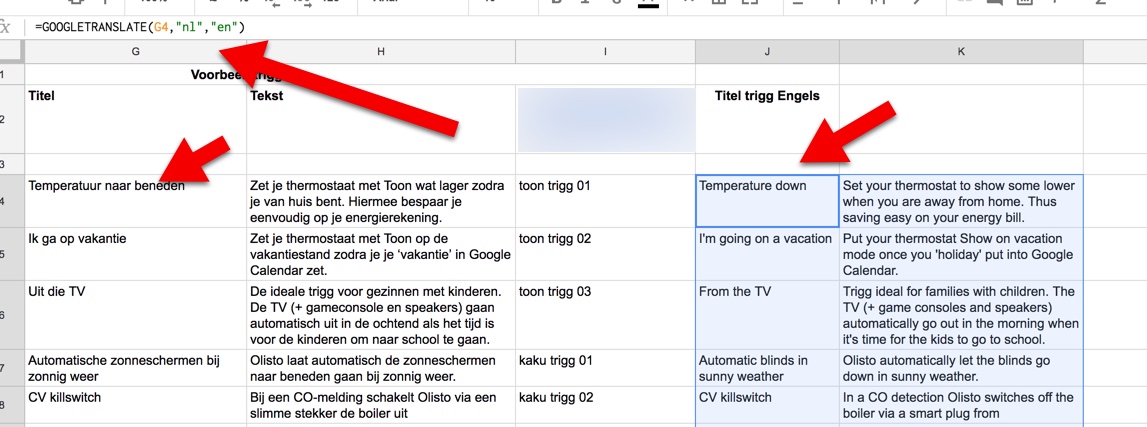 =GOOGLETRANSLATE(G4,"nl","en")
G H I J K
1
Titel Tekst Titel trigg Engels
2
3
Temperatuur naar beneden
Zet je thermostaat met Toon wat lager zodra
je van huis bent. Hiermee bespaar je
eenvoudig op je energierekening.
toon trigg 01
Temperature down
Set your thermostat to show some lower
when you are away from home. Thus
saving easy on your energy bill.
4
Ik ga op vakantie
Zet je thermostaat met Toon op de
vakantiestand zodra je je ‘vakantie’ in Google
Calendar zet.
toon trigg 02
I'm going on a vacation
Put your thermostat Show on vacation
mode once you 'holiday' put into Google
Calendar.
5
Uit die TV
De ideale trigg voor gezinnen met kinderen.
De TV (+ gameconsole en speakers) gaan
automatisch uit in de ochtend als het tijd is
voor de kinderen om naar school te gaan.
toon trigg 03
From the TV
Trigg ideal for families with children. The
TV (+ game consoles and speakers)
automatically go out in the morning when
it's time for the kids to go to school.
6
Automatische zonneschermen bij
zonnig weer
Olisto laat automatisch de zonneschermen
naar beneden gaan bij zonnig weer.
kaku trigg 01
Automatic blinds in
sunny weather
Olisto automatically let the blinds go
down in sunny weather.
7
CV killswitch
Bij een CO-melding schakelt Olisto via een
slimme stekker de boiler uit
kaku trigg 02
CV killswitch
In a CO detection Olisto switches off the
boiler via a smart plug from
8